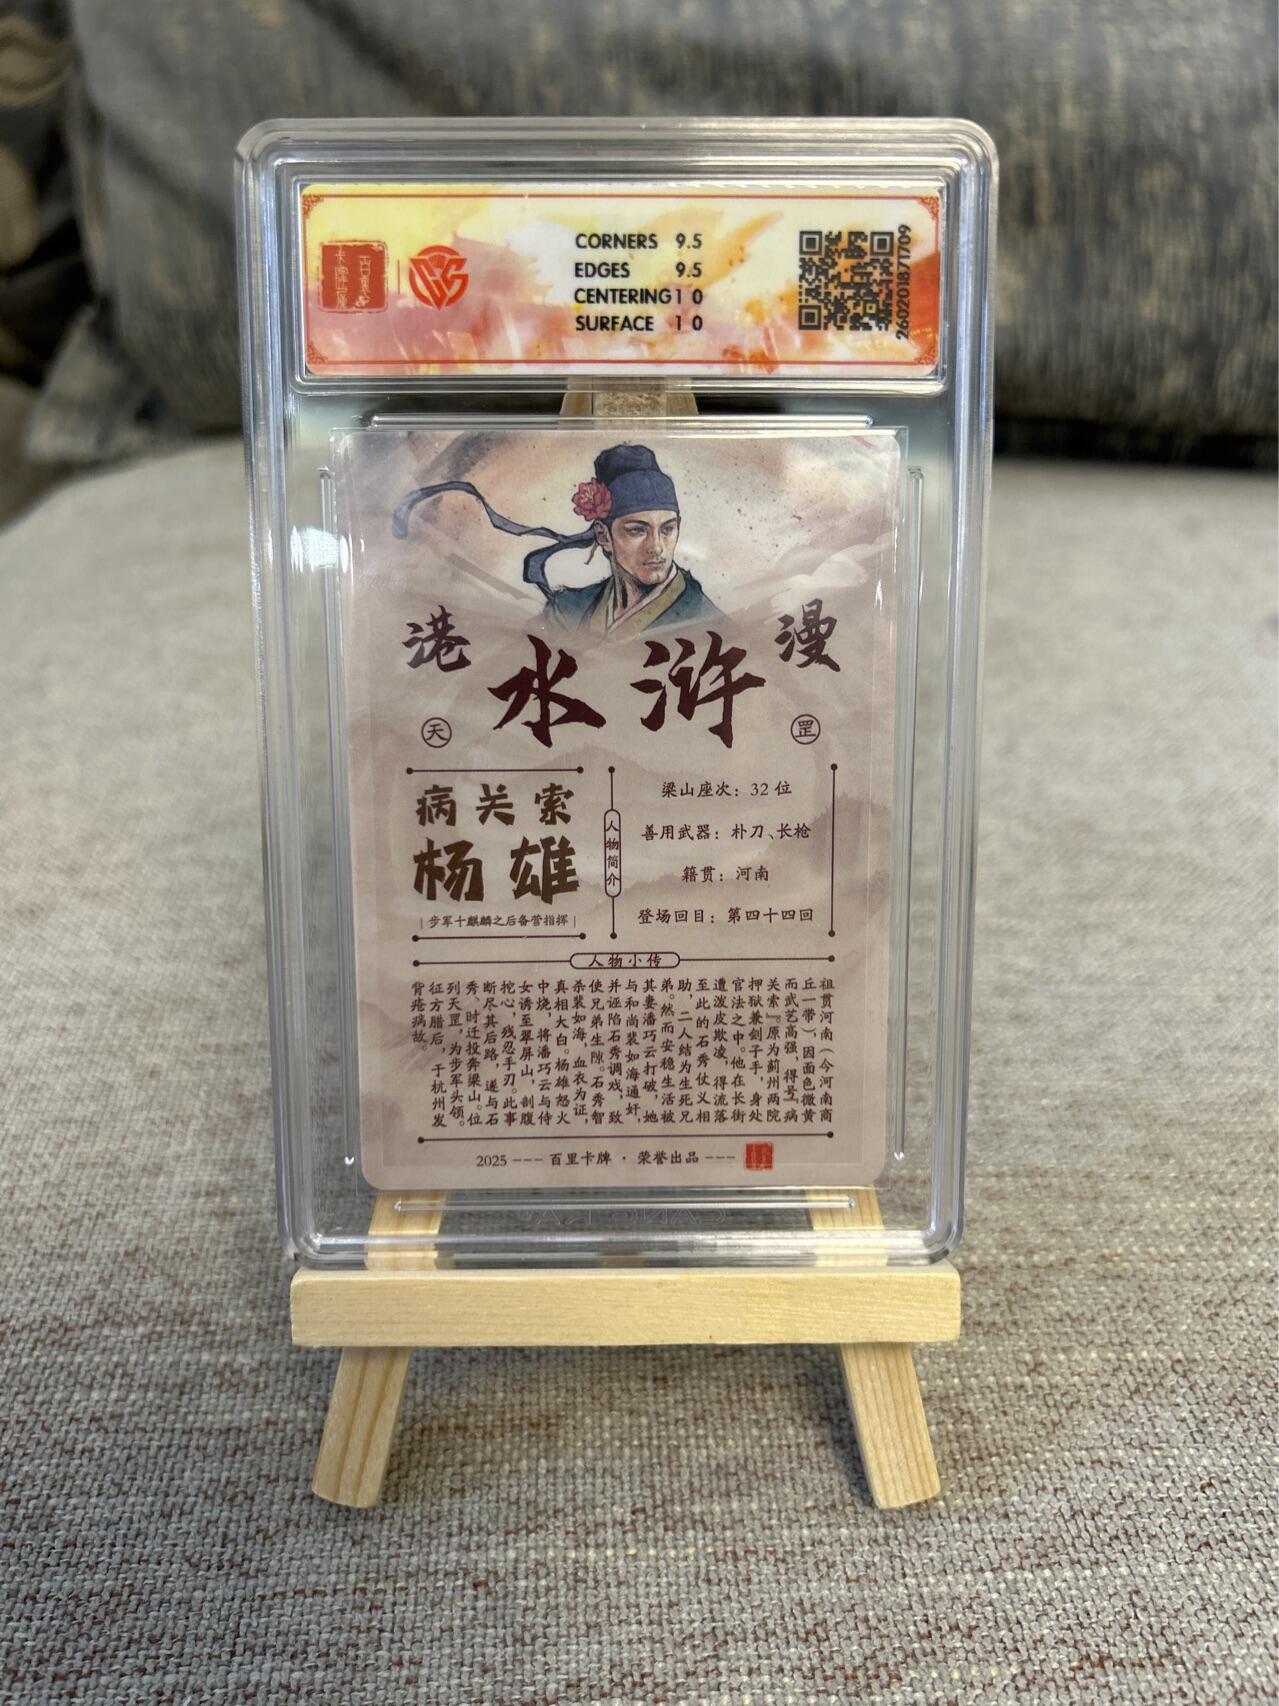 CORNERS 9.5
EDGES 9.5
CENTERING 10
SURFACE 10
26020187170​9
港
水浒
漫
天
罡
病关索
杨雄
步军十麒麟之后备营指挥
人物简介
梁山座次：32位
善用武器：朴刀、长枪
籍贯：河南
登场回目：第四十四回
人物小传
祖贯河南（今河南商
丘一带），因面色微黄
而武艺高强，得号『病
关索』。原为蓟州两院
押狱兼刽子手，身处
官法之中。他在长街
遭泼皮欺凌，得流落
至此的石秀仗义相
助，二人结为生死兄
弟。然而安稳生活被
其妻潘巧云打破，她
与和尚裴如海通奸，
并诬陷石秀调戏，致
使兄弟生隙。石秀智
杀裴如海，血衣为证，
真相大白。杨雄怒火
中烧，将潘巧云与侍
女诱至翠屏山，剖腹
挖心，残忍手刃。此事
断尽其后路，遂与石
秀、时迁投奔梁山。位
列天罡，为步军头领。
征方腊后，于杭州发
背疮病故。
2025 --- 百里卡牌 · 荣誉出品 ---